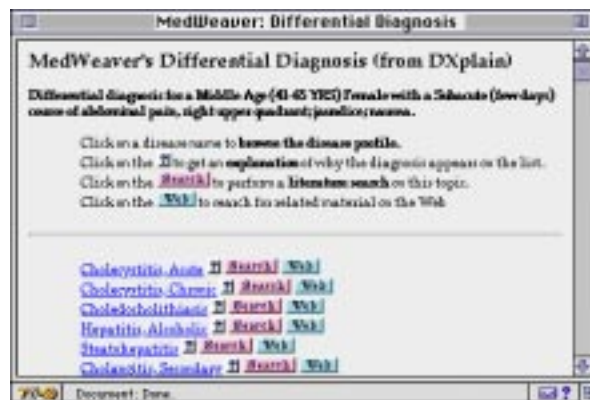 MedWeaver: Differential Diagnosis
MedWeaver's Differential Diagnosis (from DXplain)
Differential diagnosis for a Middle Age (41-65 YRS) Female with a Subacute (few days)
course of abdominal pain, right upper quadrant; jaundice; nausea.
Click on a disease name to browse the disease profile.
Click on the ? to get an explanation of why the diagnosis appears on the list.
Click on the Search! to perform a literature search on this topic.
Click on the Web! to search for related material on the Web
Cholecystitis, Acute ? Search! Web!
Cholecystitis, Chronic ? Search! Web!
Choledocholithiasis ? Search! Web!
Hepatitis, Alcoholic ? Search! Web!
Steatohepatitis ? Search! Web!
Cholangitis, Secondary ? Search! Web!
Document: Done.
?